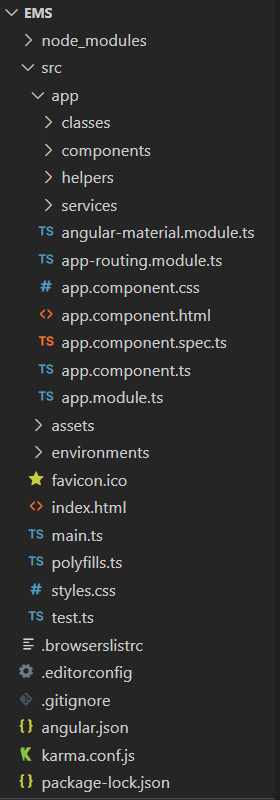 EMS
node_modules
src
app
classes
components
helpers
services
TS angular-material.module.ts
TS app-routing.module.ts
# app.component.css
<> app.component.html
TS app.component.spec.ts
TS app.component.ts
TS app.module.ts
assets
environments
favicon.ico
<> index.html
TS main.ts
TS polyfills.ts
# styles.css
TS test.ts
.browserslistrc
.editorconfig
.gitignore
{} angular.json
karma.conf.js
{} package-lock.json